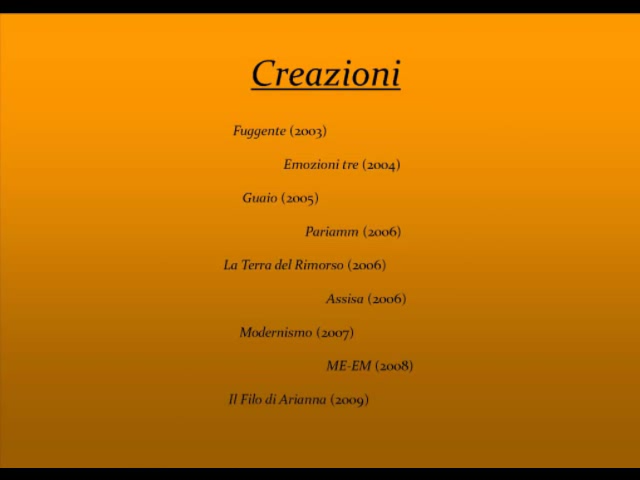 Creazioni
Fuggente (2003)
Emozioni tre (2004)
Guaio (2005)
Pariamm (2006)
La Terra del Rimorso (2006)
Assisa (2006)
Modernismo (2007)
ME-EM (2008)
Il Filo di Arianna (2009)